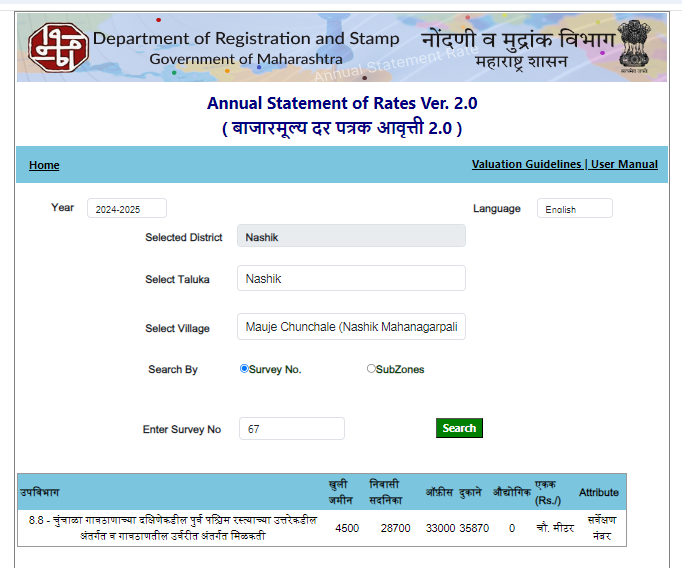 Department of Registration and Stamp
Government of Maharashtra
नोंदणी व मुद्रांक विभाग
महाराष्ट्र शासन
Annual Statement Rate
Annual Statement of Rates Ver. 2.0
( बाजारमूल्य दर पत्रक आवृत्ती 2.0 )
Home
Valuation Guidelines | User Manual
Year 2024-2025 Language English
Selected District Nashik
Select Taluka Nashik
Select Village Mauje Chunchale (Nashik Mahanagarpali
Search By Survey No. SubZones
Enter Survey No 67 Search
उपविभाग खुली जमीन निवासी सदनिका ऑफ़ीस दुकाने औद्योगिक एकक (Rs./) Attribute
8.8 - चुंचाळा गावठाणाच्या दक्षिणेकडील पुर्व पश्चिम रस्त्याच्या उत्तरेकडील
अंतर्गत व गावठाणतील उर्वरीत अंतर्गत मिळकती
4500 28700 33000 35870 0 चौ. मीटर सर्वेक्षण नंबर